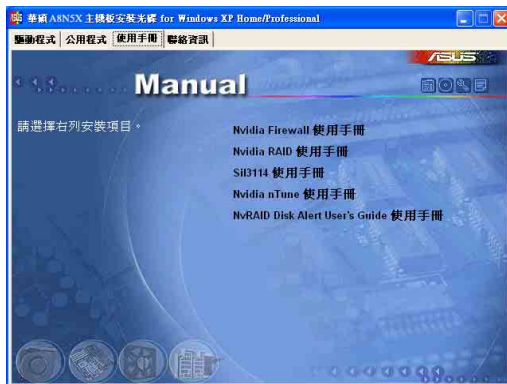 華碩 A8N5X 主機板安裝光碟 for Windows XP Home/Professional
驅動程式 公用程式 使用手冊 聯絡資訊
ASUS
Manual
請選擇右列安裝項目。
Nvidia Firewall 使用手冊
Nvidia RAID 使用手冊
Sil3114 使用手冊
Nvidia nTune 使用手冊
NvRAID Disk Alert User's Guide 使用手冊